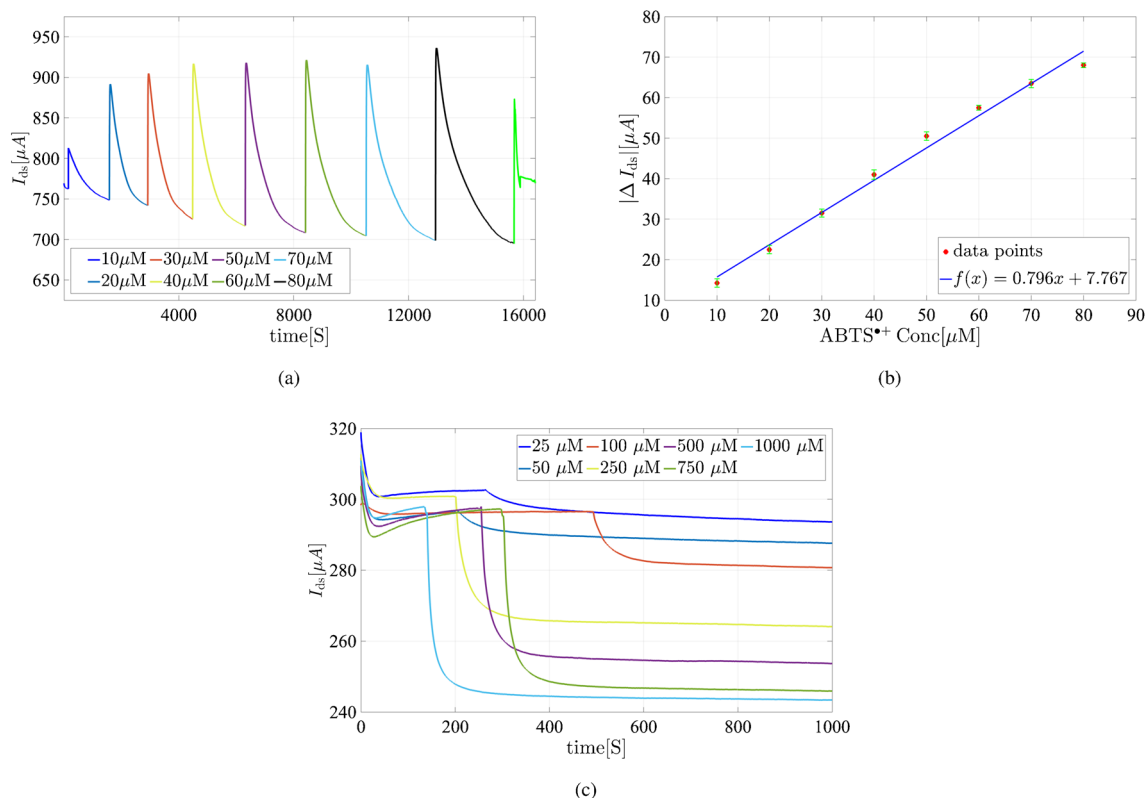 950
900
850
800
750
700
650
I_ds[μA]
10μM 30μM 50μM 70μM
20μM 40μM 60μM 80μM
4000 8000 12000 16000
time[S]
(a)
80
70
60
50
40
30
20
10
|Δ I_ds|[μA]
data points
f(x) = 0.796x + 7.767
0 10 20 30 40 50 60 70 80 90
ABTS•+ Conc[μM]
(b)
320
300
280
260
240
I_ds[μA]
25 μM 100 μM 500 μM 1000 μM
50 μM 250 μM 750 μM
0 200 400 600 800 1000
time[S]
(c)